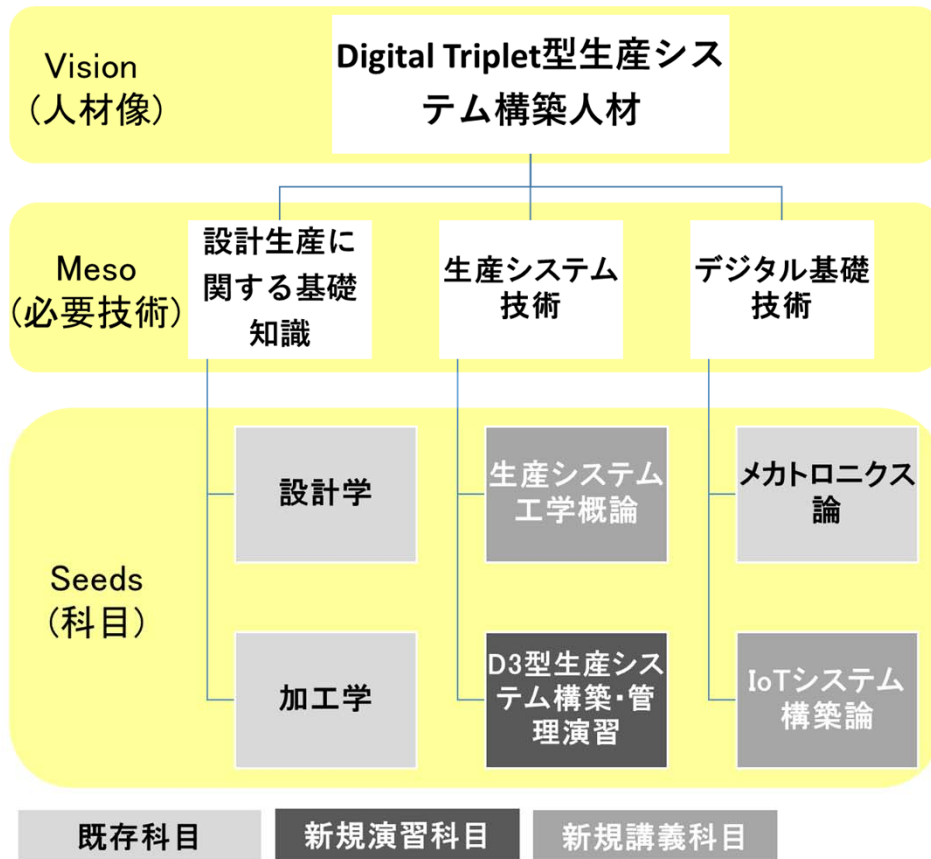 Vision
(人材像)
Digital Triplet型生産シス
テム構築人材
Meso
(必要技術)
設計生産に
関する基礎
知識
生産システム
技術
デジタル基礎
技術
Seeds
(科目)
設計学
生産システム
工学概論
メカトロニクス
論
加工学
D3型生産シス
テム構築・管
理演習
IoTシステム
構築論
既存科目
新規演習科目
新規講義科目